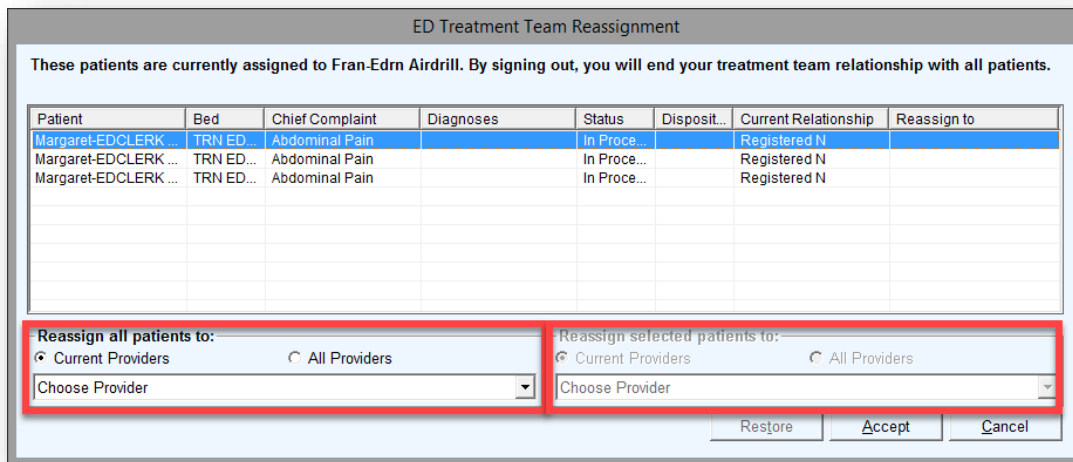 ED Treatment Team Reassignment
These patients are currently assigned to Fran-Edrn Airdrill. By signing out, you will end your treatment team relationship with all patients.
Patient Bed Chief Complaint Diagnoses Status Disposit... Current Relationship Reassign to
Margaret-EDCLERK ... TRN ED... Abdominal Pain In Proce... Registered N
Margaret-EDCLERK ... TRN ED... Abdominal Pain In Proce... Registered N
Margaret-EDCLERK ... TRN ED... Abdominal Pain In Proce... Registered N
Reassign all patients to: Reassign selected patients to:
Current Providers All Providers Current Providers All Providers
Choose Provider Choose Provider
Restore Accept Cancel